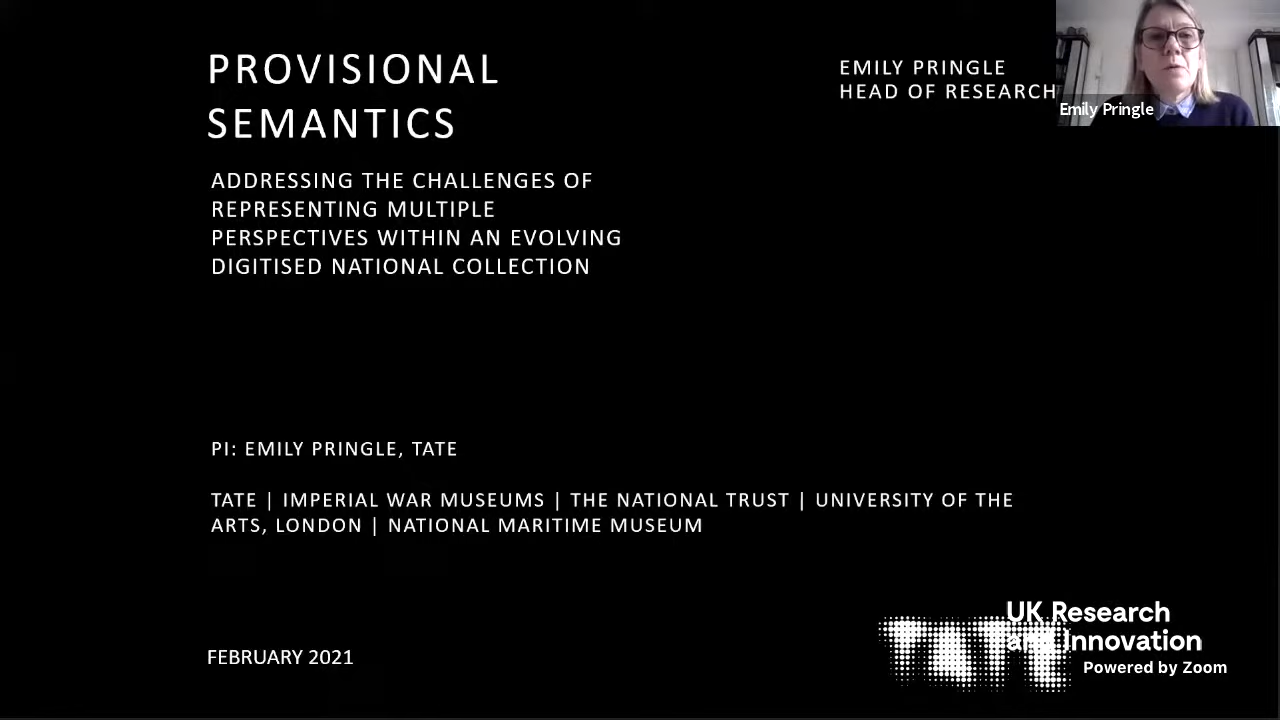 PROVISIONAL
SEMANTICS
ADDRESSING THE CHALLENGES OF
REPRESENTING MULTIPLE
PERSPECTIVES WITHIN AN EVOLVING
DIGITISED NATIONAL COLLECTION
EMILY PRINGLE
HEAD OF RESEARCH
Emily Pringle
PI: EMILY PRINGLE, TATE
TATE | IMPERIAL WAR MUSEUMS | THE NATIONAL TRUST | UNIVERSITY OF THE
ARTS, LONDON | NATIONAL MARITIME MUSEUM
FEBRUARY 2021
TATE
UK Research
and Innovation
Powered by Zoom